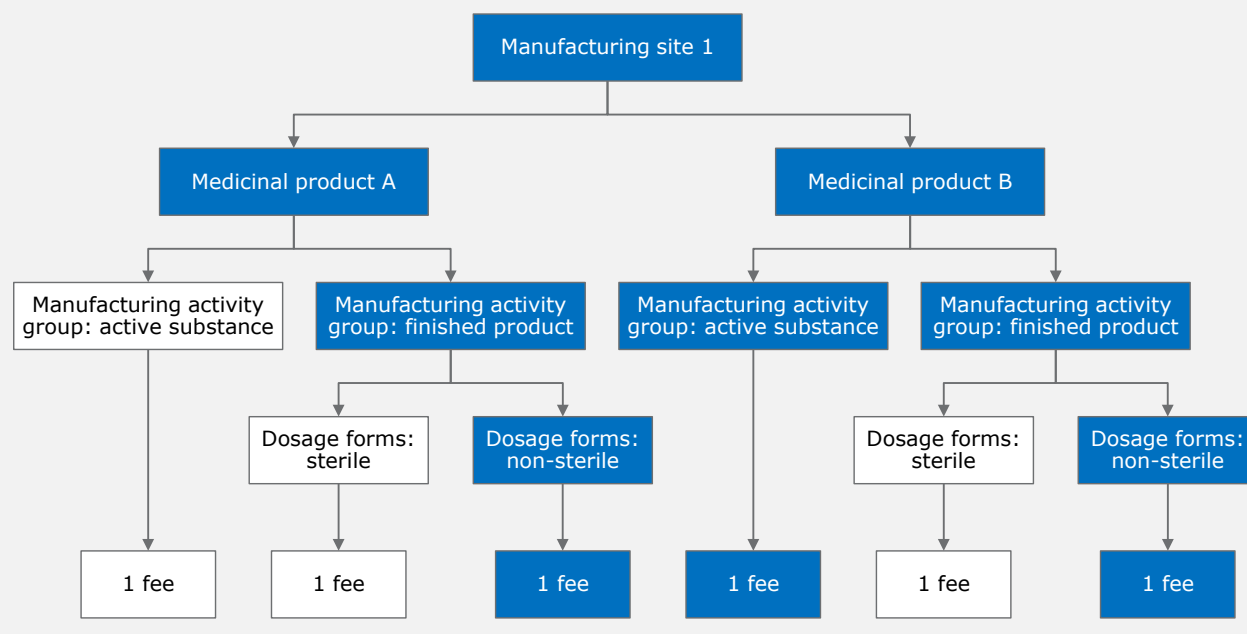 Manufacturing site 1
Medicinal product A
Medicinal product B
Manufacturing activity
group: active substance
Manufacturing activity
group: finished product
Manufacturing activity
group: active substance
Manufacturing activity
group: finished product
Dosage forms:
sterile
Dosage forms:
non-sterile
Dosage forms:
sterile
Dosage forms:
non-sterile
1 fee
1 fee
1 fee
1 fee
1 fee
1 fee